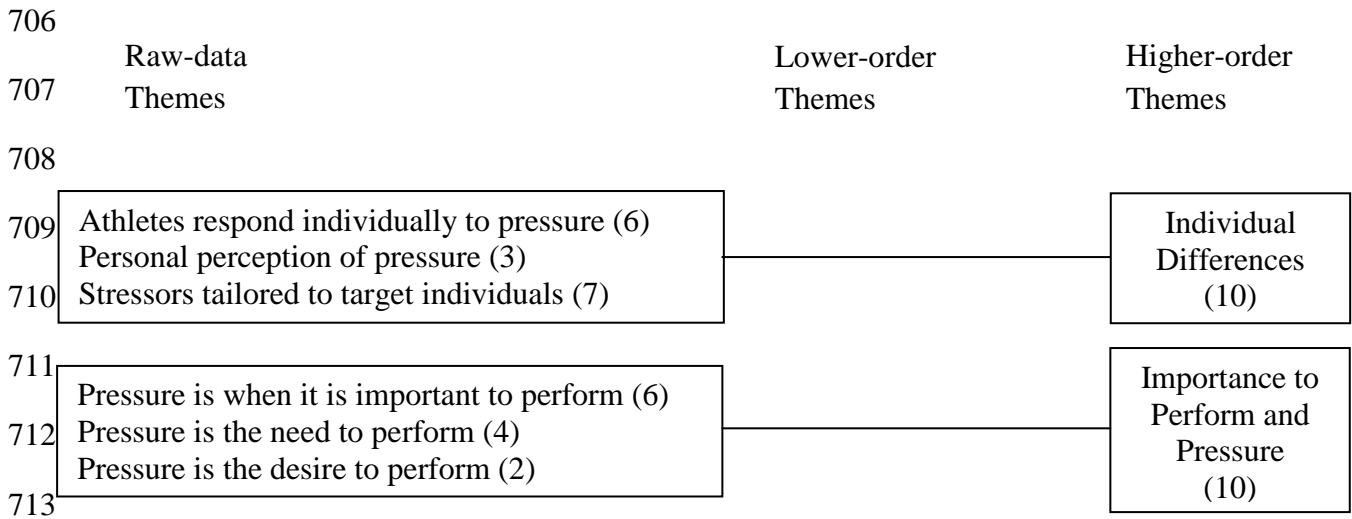 706
Raw-data Lower-order Higher-order
707 Themes Themes Themes
708
709 Athletes respond individually to pressure (6)
Personal perception of pressure (3)
710 Stressors tailored to target individuals (7)
Individual
Differences
(10)
711
Pressure is when it is important to perform (6)
712 Pressure is the need to perform (4)
Pressure is the desire to perform (2)
713
Importance to
Perform and
Pressure
(10)